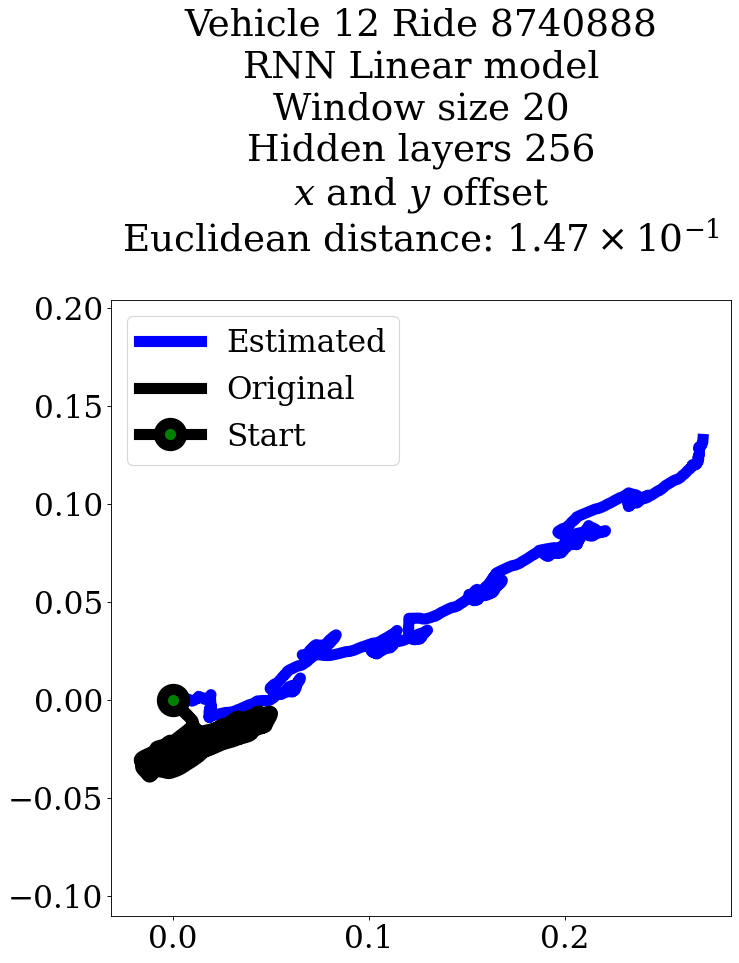 Vehicle 12 Ride 8740888
RNN Linear model
Window size 20
Hidden layers 256
x and y offset
Euclidean distance: 1.47 × 10⁻¹
0.20
Estimated
0.15
Original
Start
0.10
0.05
0.00
−0.05
−0.10
0.0 0.1 0.2